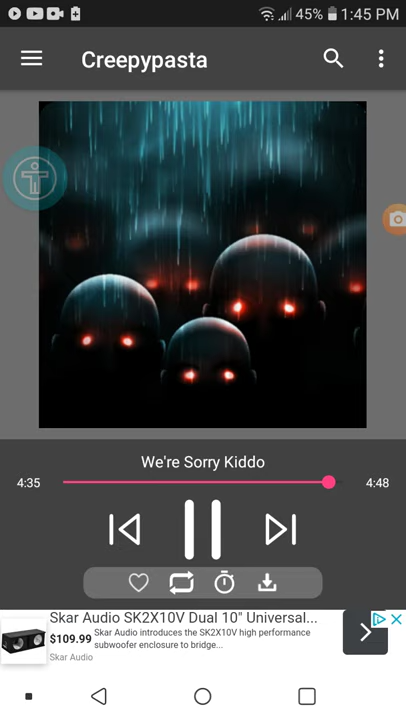 45% 1:45 PM
Creepypasta
We're Sorry Kiddo
4:35
4:48
Skar Audio SK2X10V Dual 10" Universal...
$109.99
Skar Audio introduces the SK2X10V high performance
subwoofer enclosure to bridge...
Skar Audio